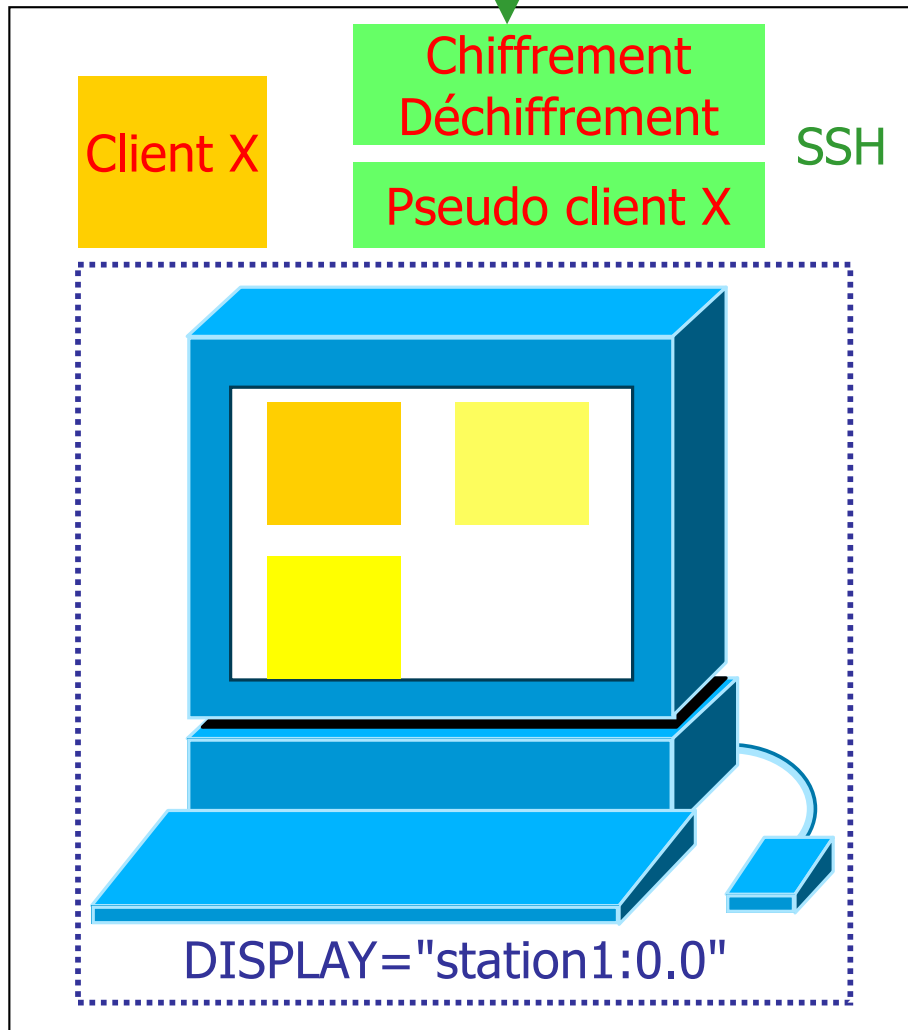 Chiffrement
Déchiffrement
Client X
SSH
Pseudo client X
DISPLAY="station1:0.0"